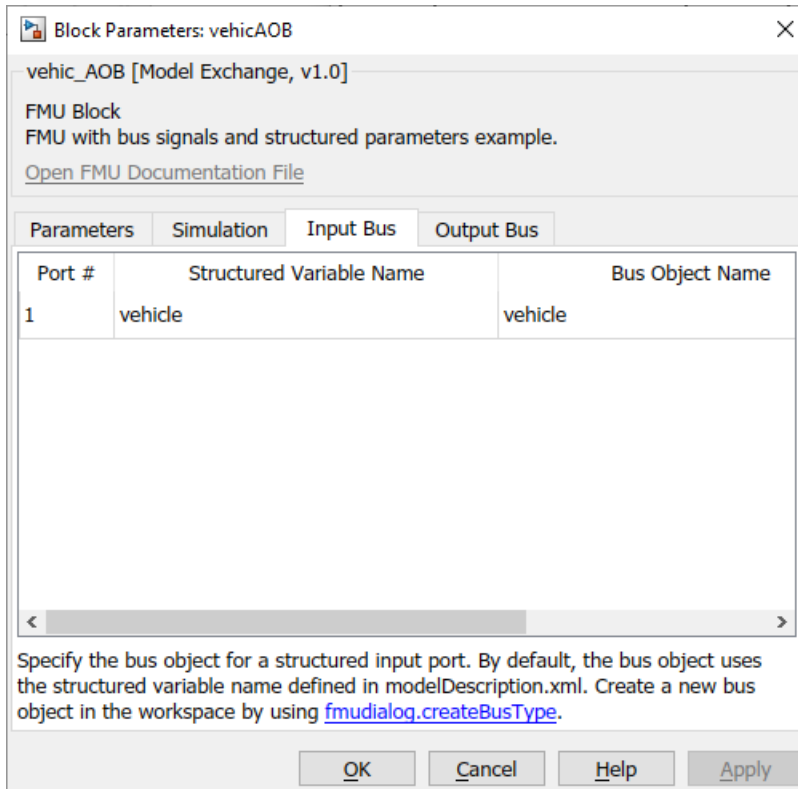 Block Parameters: vehicAOB
vehic_AOB [Model Exchange, v1.0]
FMU Block
FMU with bus signals and structured parameters example.
Open FMU Documentation File
Parameters Simulation Input Bus Output Bus
Port # Structured Variable Name Bus Object Name
1 vehicle vehicle
Specify the bus object for a structured input port. By default, the bus object uses
the structured variable name defined in modelDescription.xml. Create a new bus
object in the workspace by using fmudialog.createBusType.
OK Cancel Help Apply